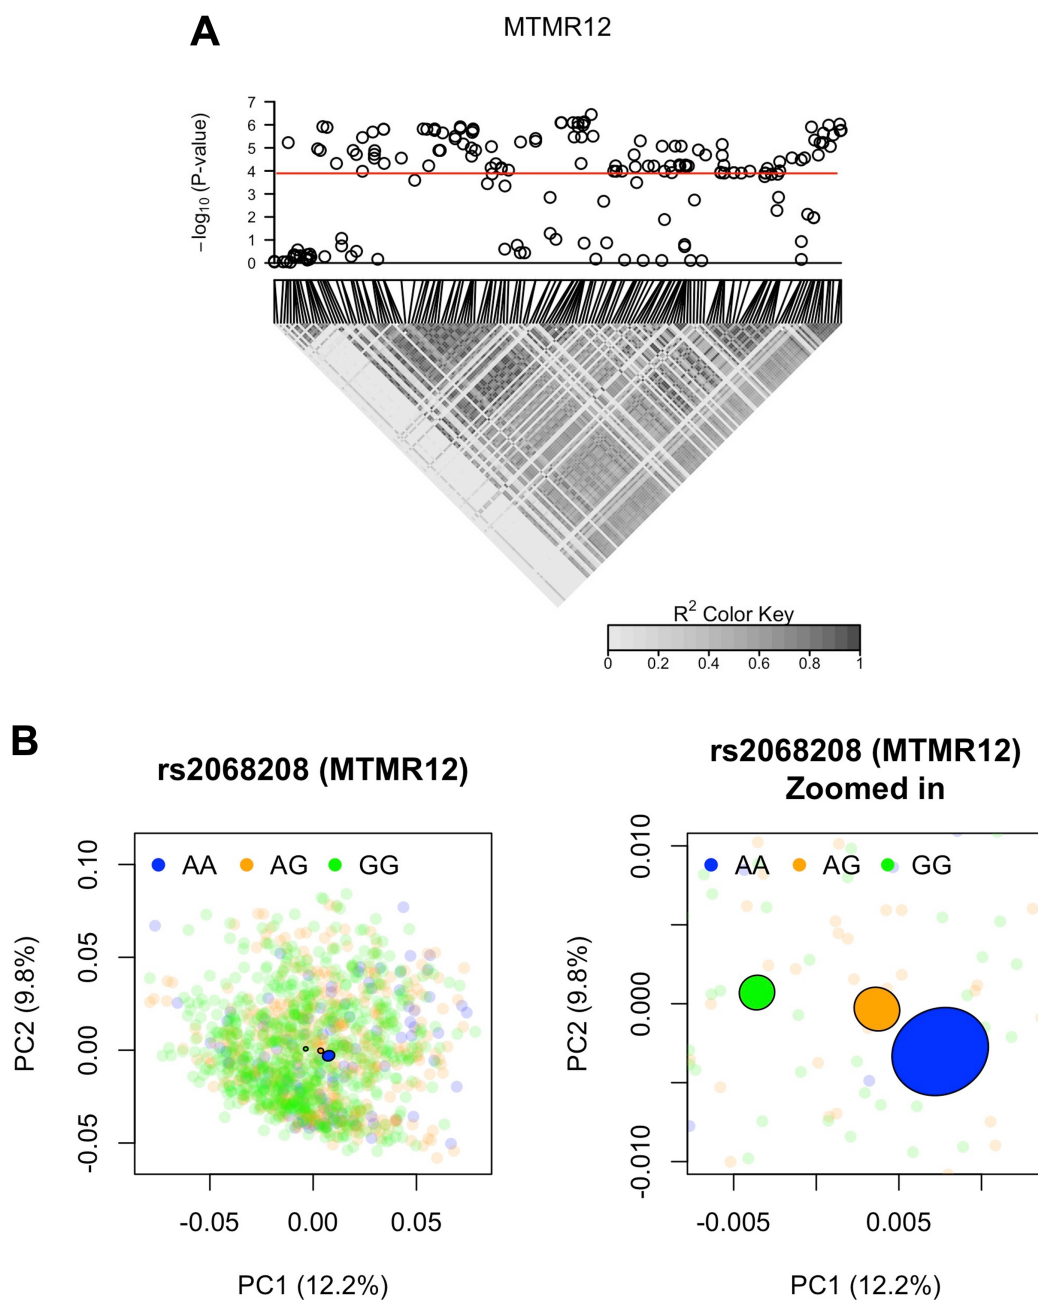 A
MTMR12
−log10 (P-value)
7
6
5
4
3
2
1
0
R2 Color Key
0 0.2 0.4 0.6 0.8 1
B
rs2068208 (MTMR12)
AA AG GG
PC2 (9.8%)
0.10
0.05
0.00
-0.05
-0.05 0.00 0.05
PC1 (12.2%)
rs2068208 (MTMR12)
Zoomed in
AA AG GG
PC2 (9.8%)
0.010
0.000
-0.010
-0.005 0.005
PC1 (12.2%)